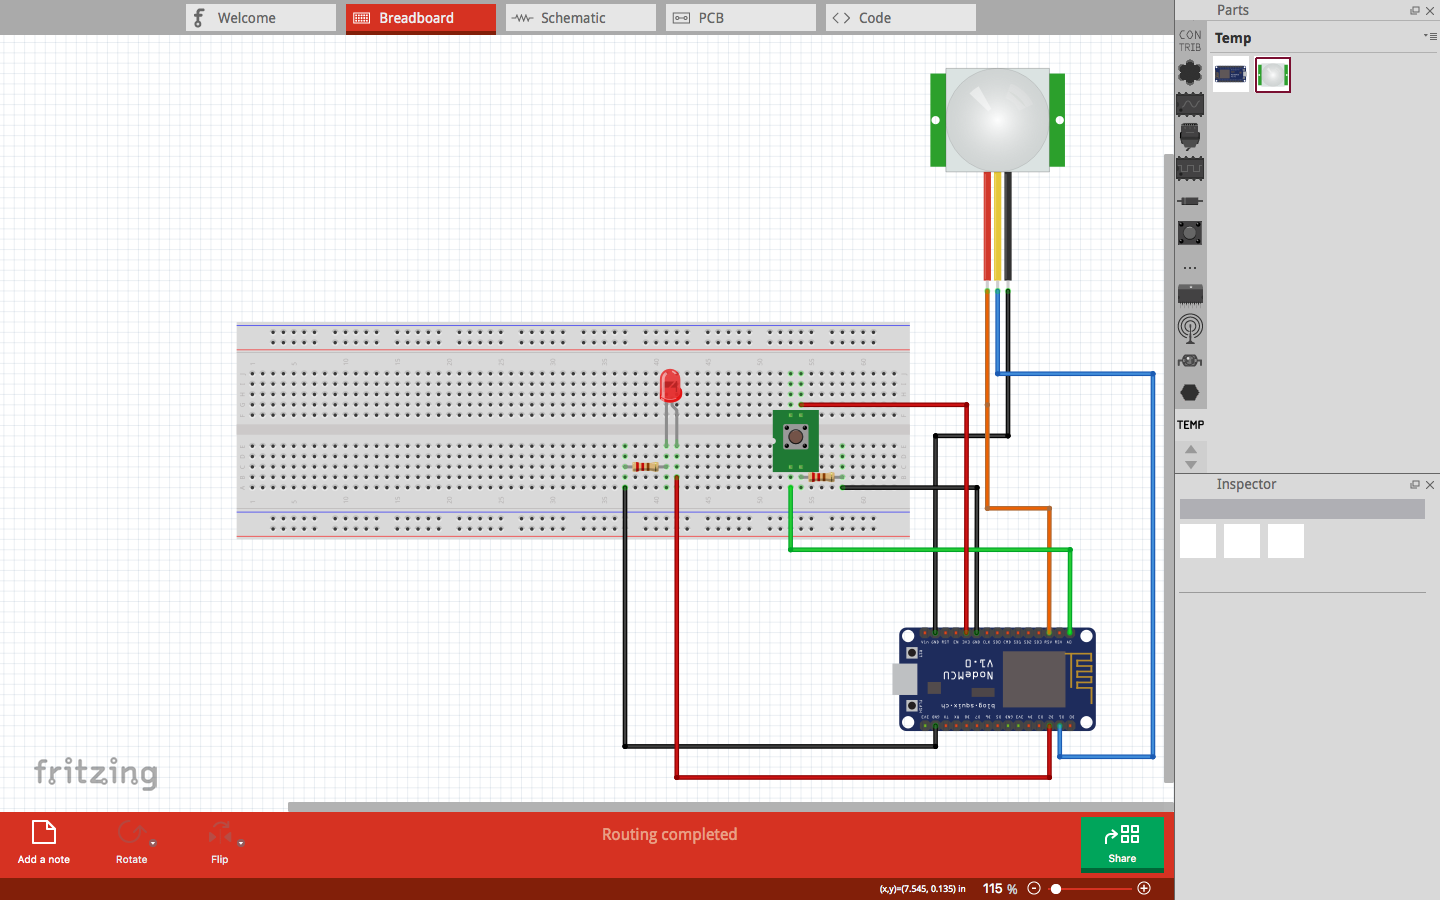 Welcome
Breadboard
Schematic
PCB
Code
Parts
CON
TRIB
Temp
TEMP
Inspector
NodeMCU
V1.0
blog.squix.ch
fritzing
Routing completed
Add a note
Rotate
Flip
Share
(x,y)=(7.545, 0.135) in
115 %